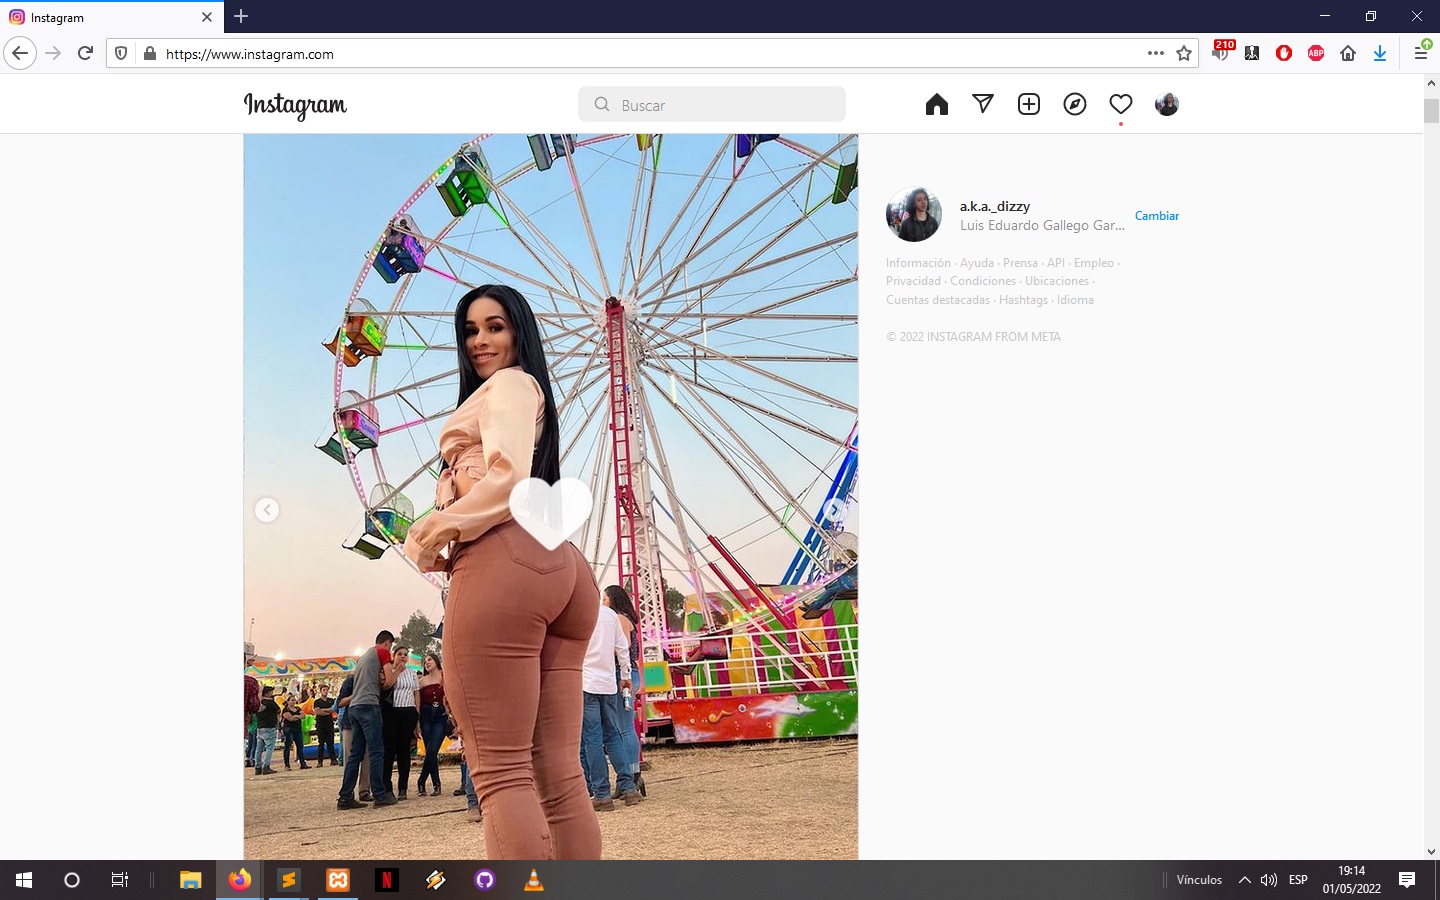 Instagram
https://www.instagram.com
210
ABP
Instagram
Buscar
a.k.a._dizzy
Luis Eduardo Gallego Gar...
Cambiar
Información · Ayuda · Prensa · API · Empleo ·
Privacidad · Condiciones · Ubicaciones ·
Cuentas destacadas · Hashtags · Idioma
© 2022 INSTAGRAM FROM META
Vínculos
ESP
19:14
01/05/2022